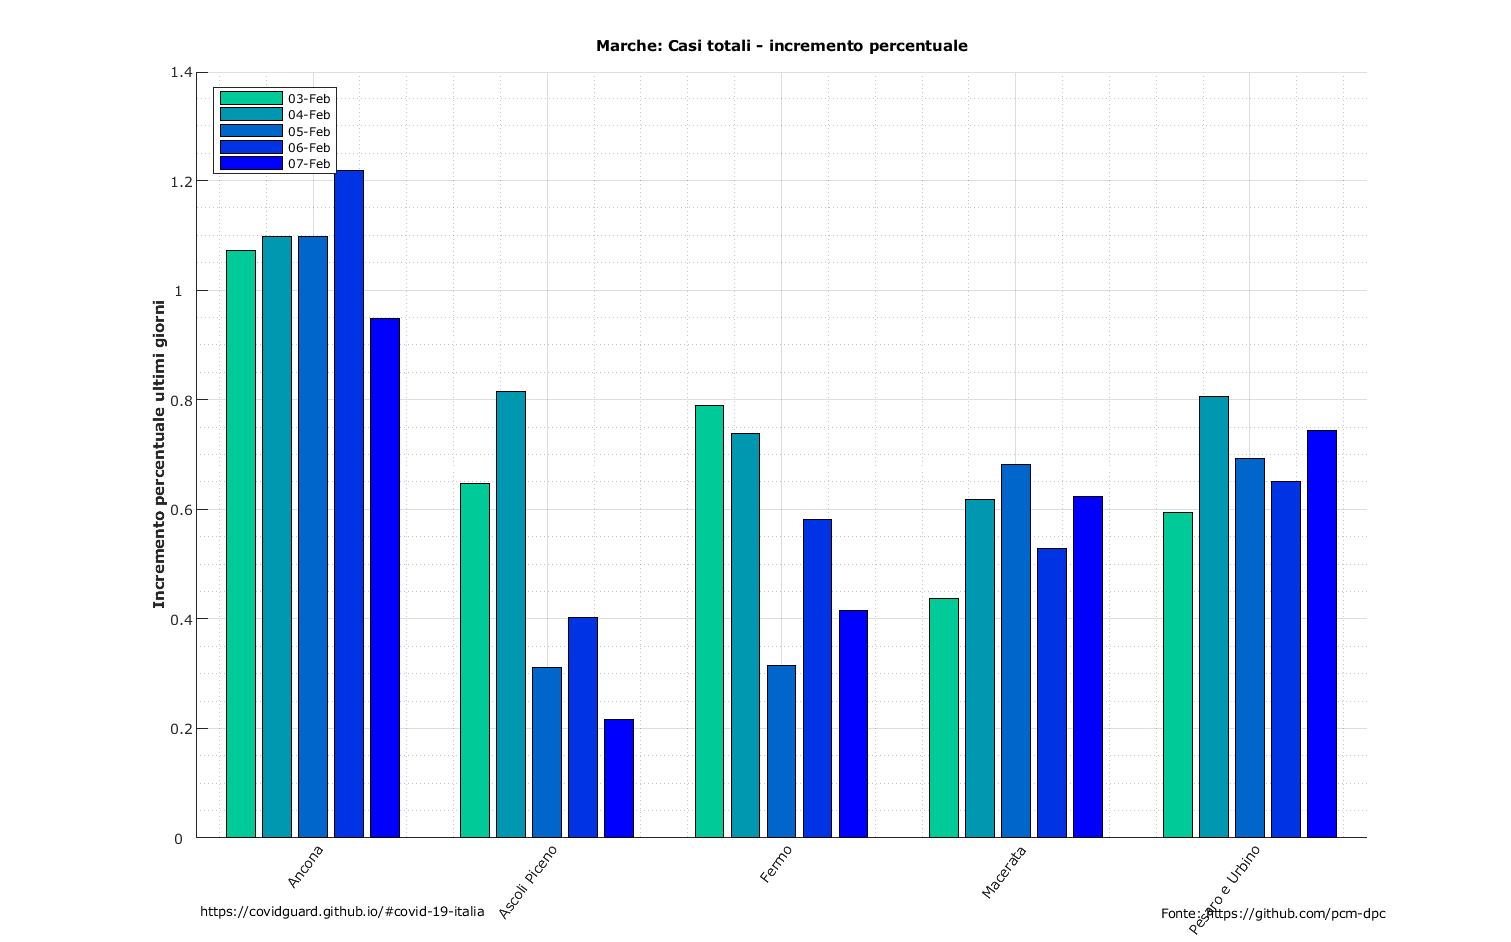 Marche: Casi totali - incremento percentuale
Incremento percentuale ultimi giorni
1.4
1.2
1
0.8
0.6
0.4
0.2
0
03-Feb
04-Feb
05-Feb
06-Feb
07-Feb
Ancona
Ascoli Piceno
Fermo
Macerata
Pesaro e Urbino
https://covidguard.github.io/#covid-19-italia
Fonte: https://github.com/pcm-dpc